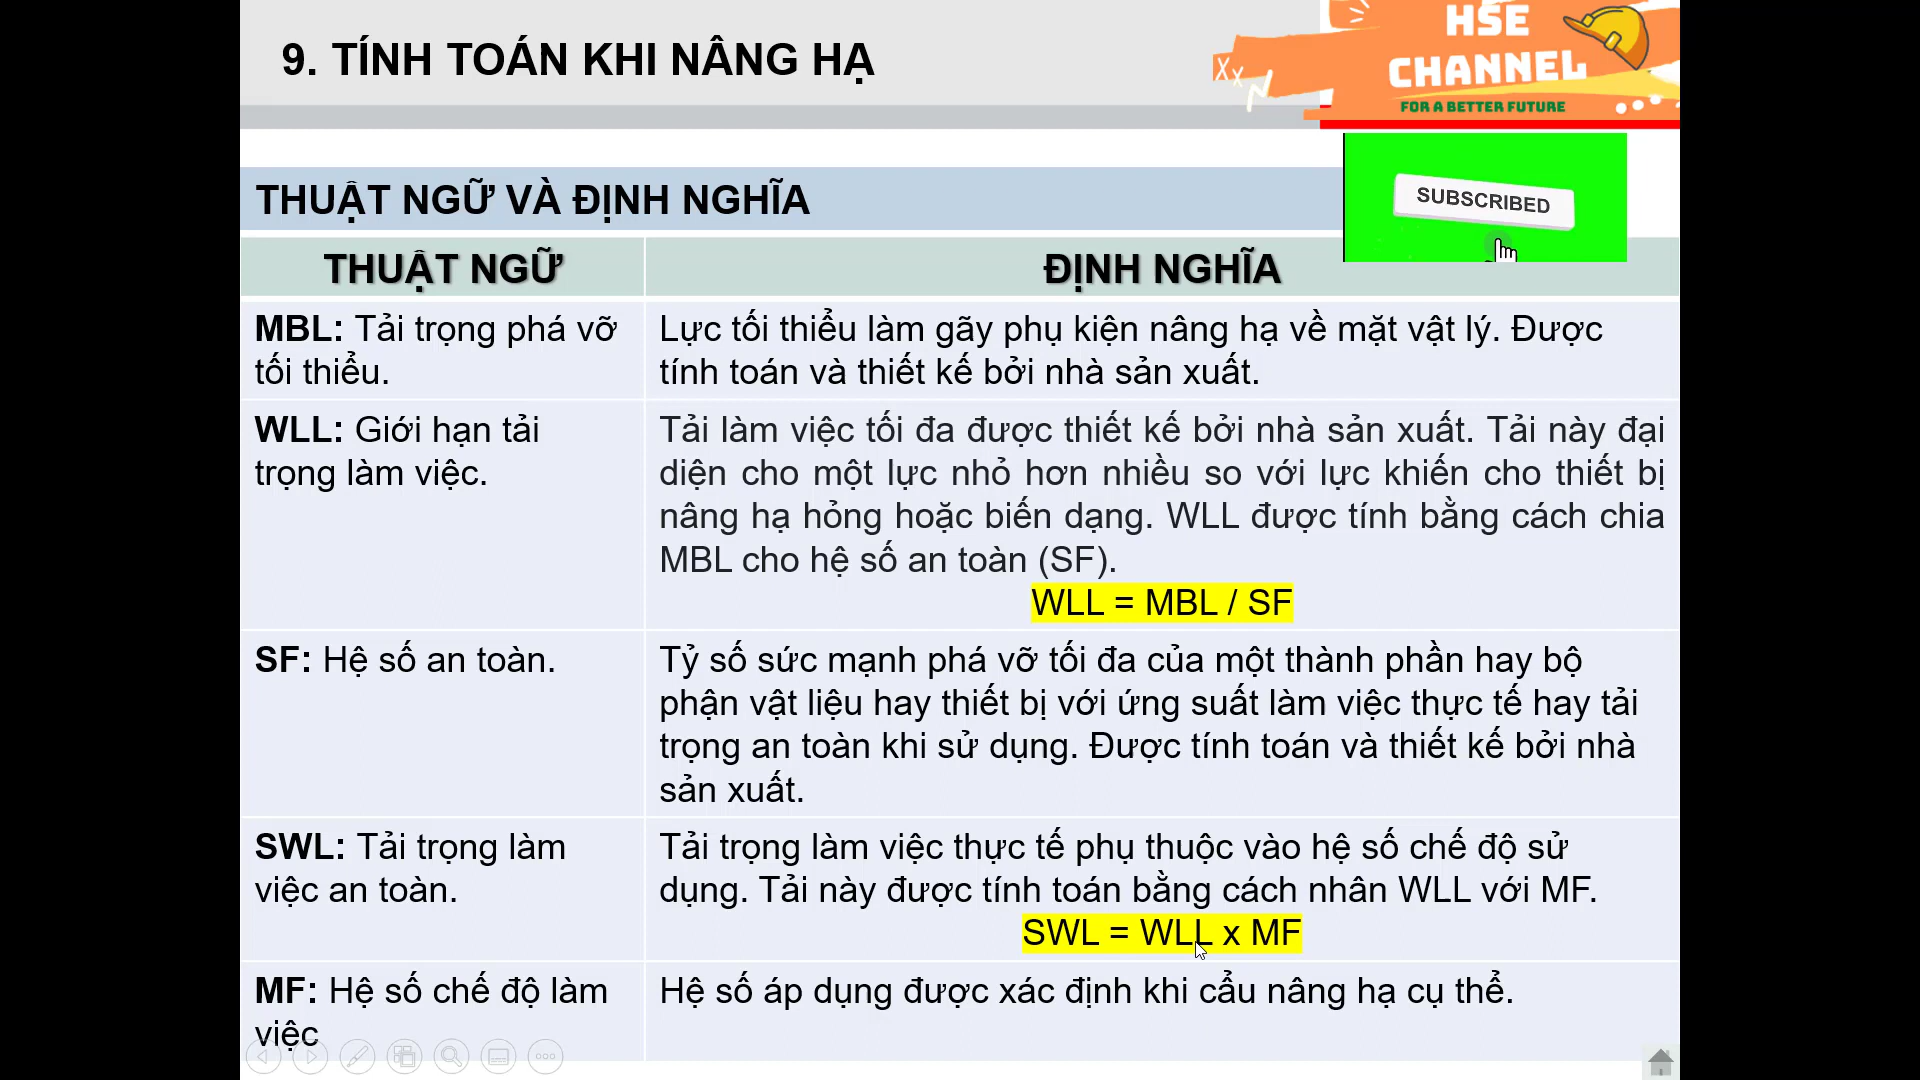 9. TÍNH TOÁN KHI NÂNG HẠ
HSE
CHANNEL
FOR A BETTER FUTURE
SUBSCRIBED
THUẬT NGỮ VÀ ĐỊNH NGHĨA
THUẬT NGỮ
ĐỊNH NGHĨA
MBL: Tải trọng phá vỡ
tối thiểu.
Lực tối thiểu làm gãy phụ kiện nâng hạ về mặt vật lý. Được
tính toán và thiết kế bởi nhà sản xuất.
WLL: Giới hạn tải
trọng làm việc.
Tải làm việc tối đa được thiết kế bởi nhà sản xuất. Tải này đại
diện cho một lực nhỏ hơn nhiều so với lực khiến cho thiết bị
nâng hạ hỏng hoặc biến dạng. WLL được tính bằng cách chia
MBL cho hệ số an toàn (SF).
WLL = MBL / SF
SF: Hệ số an toàn.
Tỷ số sức mạnh phá vỡ tối đa của một thành phần hay bộ
phận vật liệu hay thiết bị với ứng suất làm việc thực tế hay tải
trọng an toàn khi sử dụng. Được tính toán và thiết kế bởi nhà
sản xuất.
SWL: Tải trọng làm
việc an toàn.
Tải trọng làm việc thực tế phụ thuộc vào hệ số chế độ sử
dụng. Tải này được tính toán bằng cách nhân WLL với MF.
SWL = WLL x MF
MF: Hệ số chế độ làm
việc
Hệ số áp dụng được xác định khi cẩu nâng hạ cụ thể.